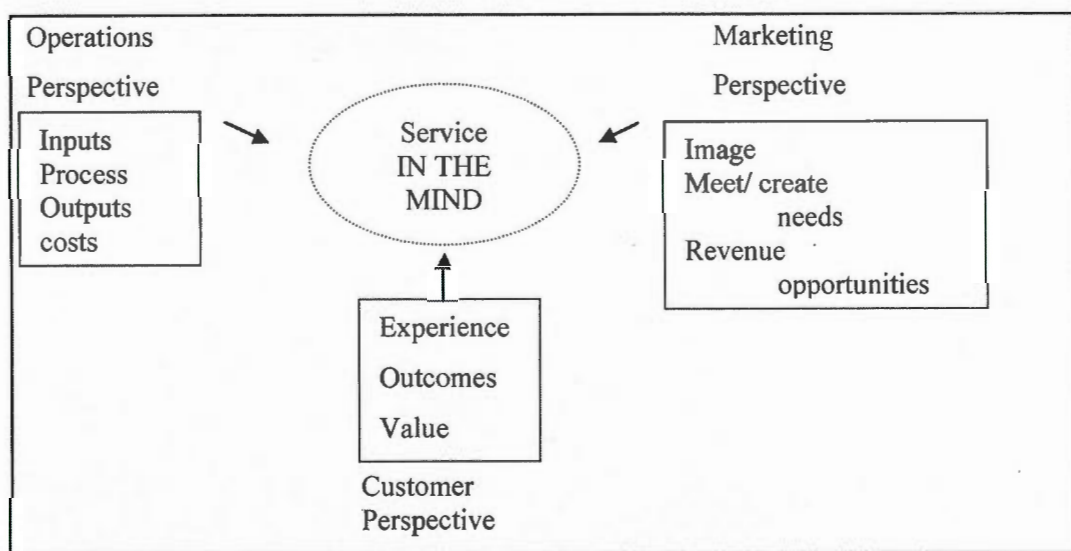 Operations
Perspective
Inputs
Process
Outputs
costs
Service
IN THE
MIND
Marketing
Perspective
Image
Meet/ create
needs
Revenue
opportunities
Experience
Outcomes
Value
Customer
Perspective